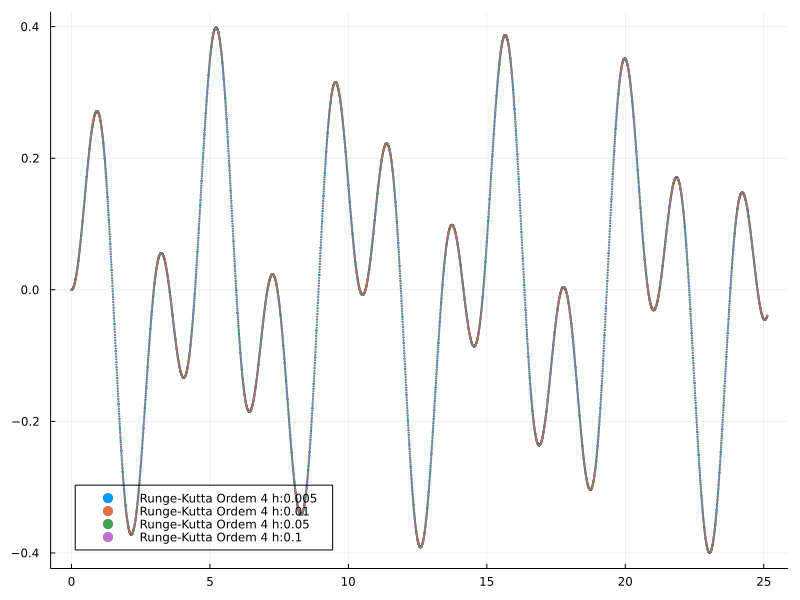 0.4
0.2
0.0
−0.2
−0.4
Runge-Kutta Ordem 4 h:0.005
Runge-Kutta Ordem 4 h:0.01
Runge-Kutta Ordem 4 h:0.05
Runge-Kutta Ordem 4 h:0.1
0 5 10 15 20 25